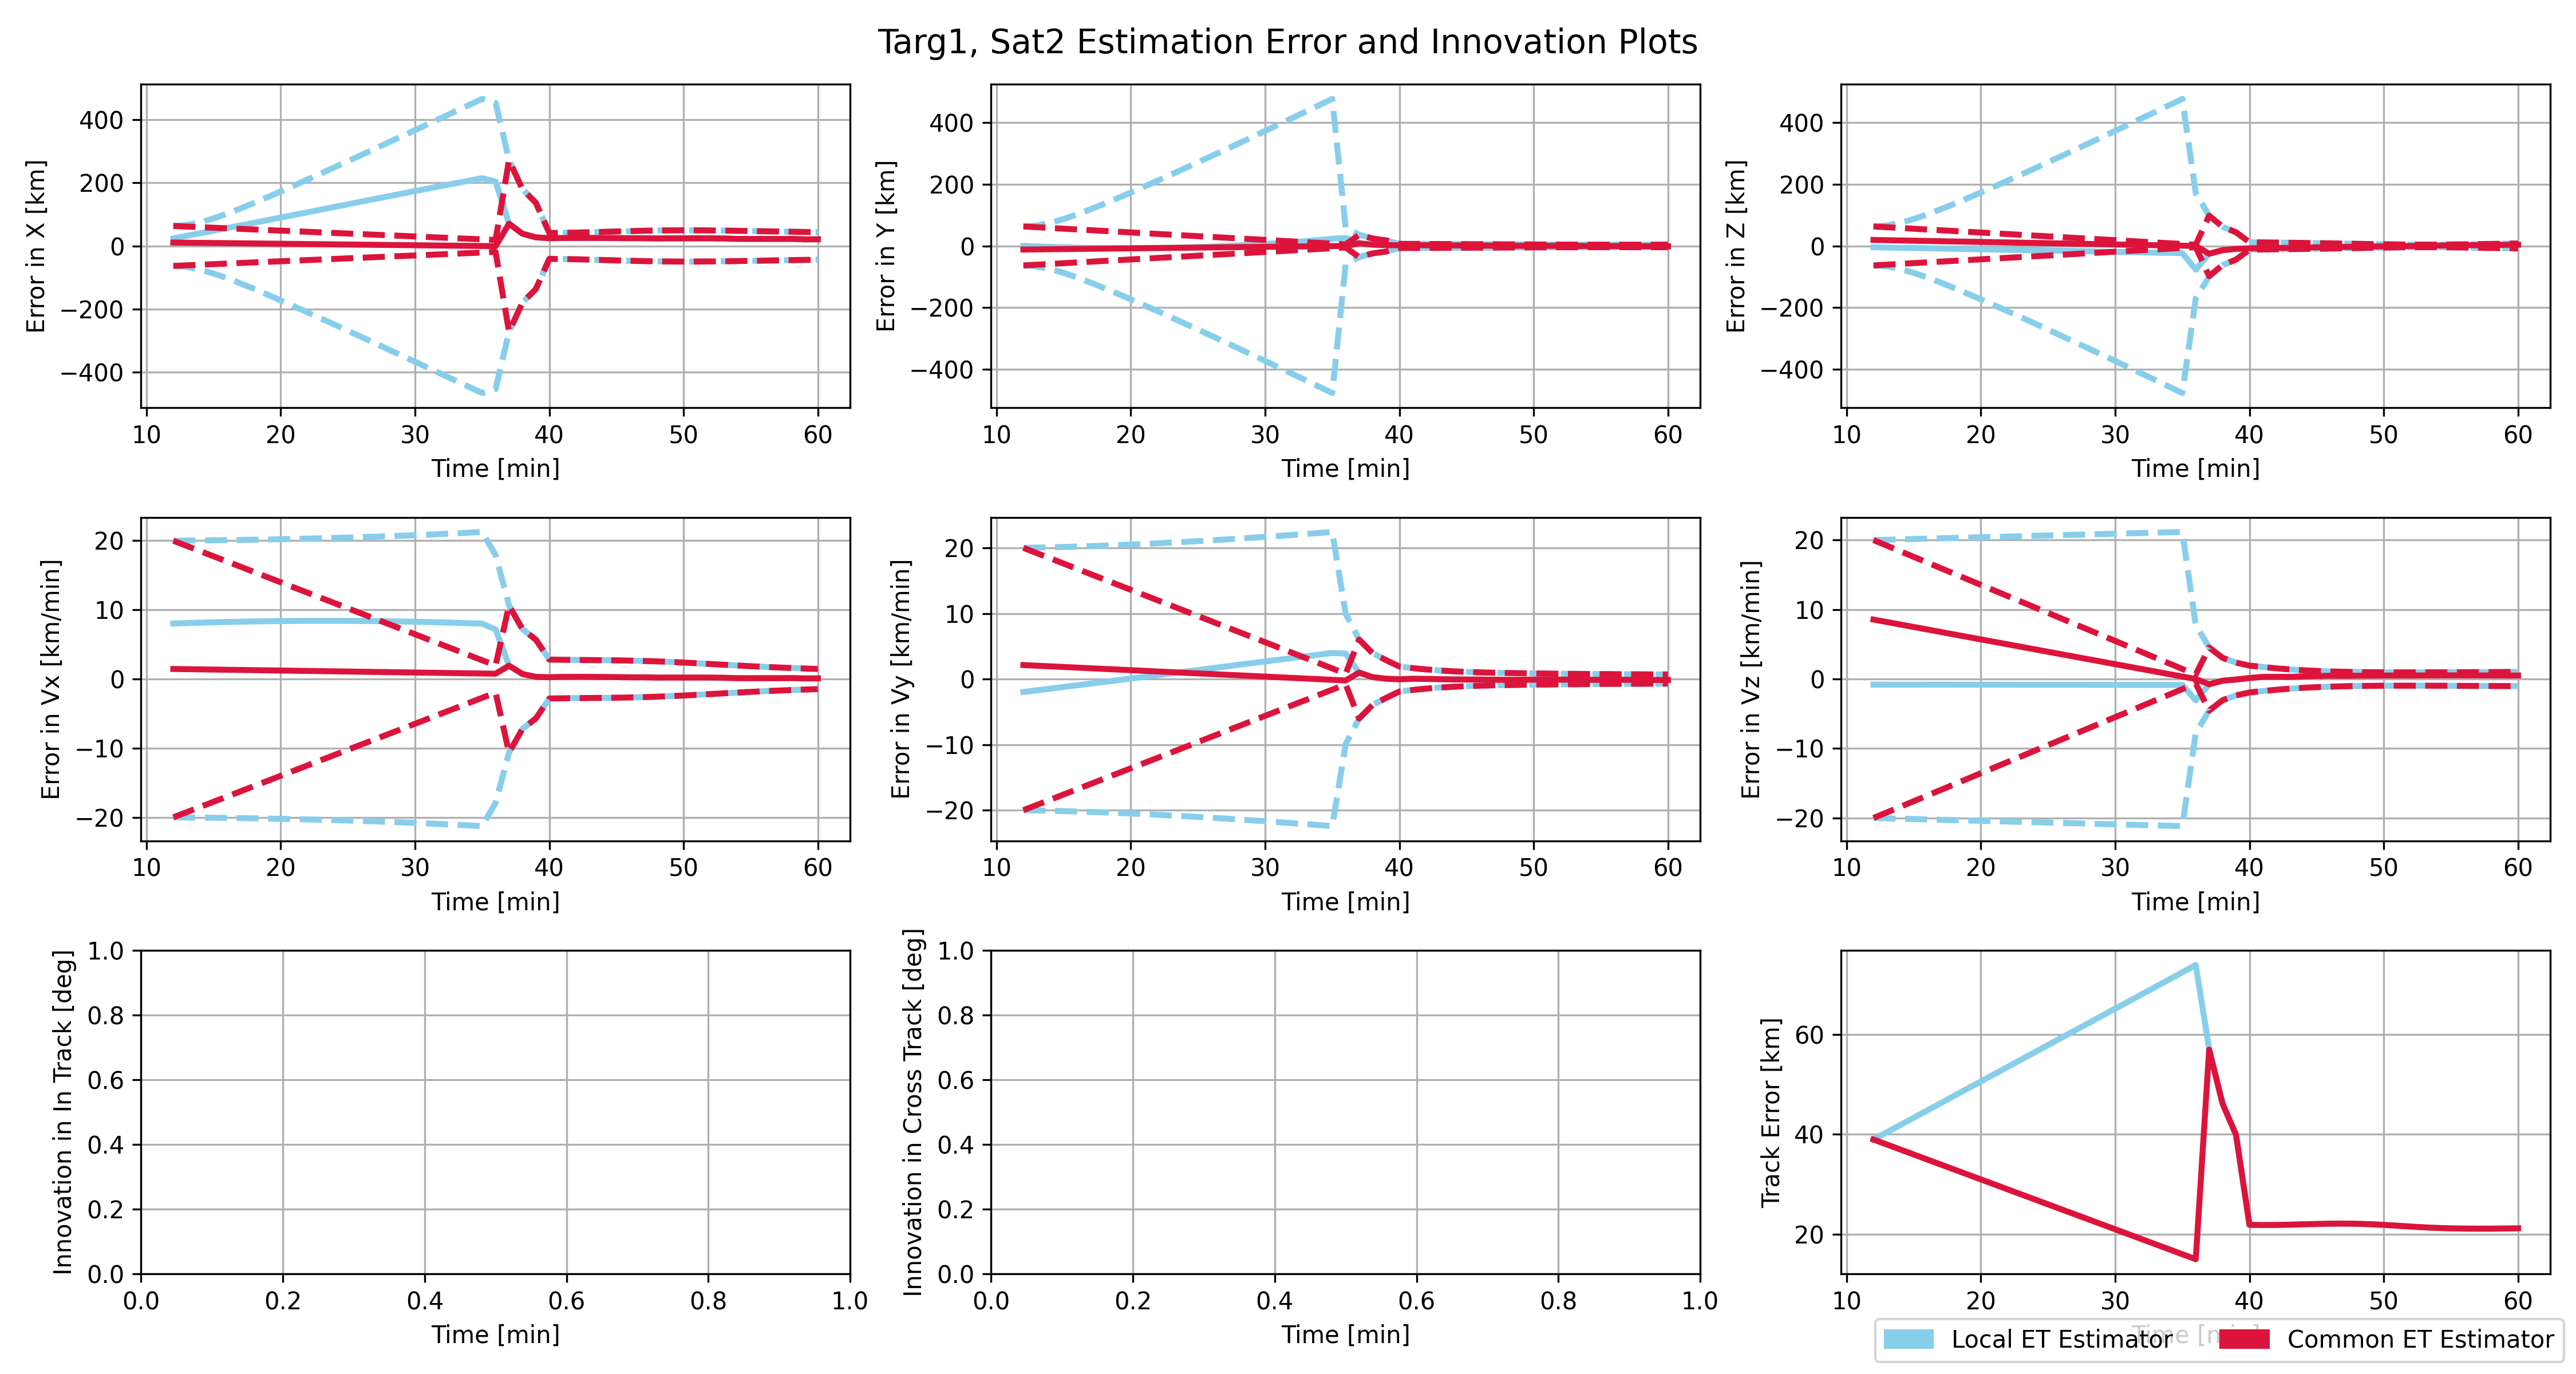 Targ1, Sat2 Estimation Error and Innovation Plots
Error in X [km]
400
200
0
−200
−400
10 20 30 40 50 60
Time [min]
Error in Y [km]
400
200
0
−200
−400
10 20 30 40 50 60
Time [min]
Error in Z [km]
400
200
0
−200
−400
10 20 30 40 50 60
Time [min]
Error in Vx [km/min]
20
10
0
−10
−20
10 20 30 40 50 60
Time [min]
Error in Vy [km/min]
20
10
0
−10
−20
10 20 30 40 50 60
Time [min]
Error in Vz [km/min]
20
10
0
−10
−20
10 20 30 40 50 60
Time [min]
Innovation in In Track [deg]
1.0
0.8
0.6
0.4
0.2
0.0
0.0 0.2 0.4 0.6 0.8 1.0
Time [min]
Innovation in Cross Track [deg]
1.0
0.8
0.6
0.4
0.2
0.0
0.0 0.2 0.4 0.6 0.8 1.0
Time [min]
Track Error [km]
60
40
20
10 20 30 40 50 60
Time [min]
Local ET Estimator Common ET Estimator